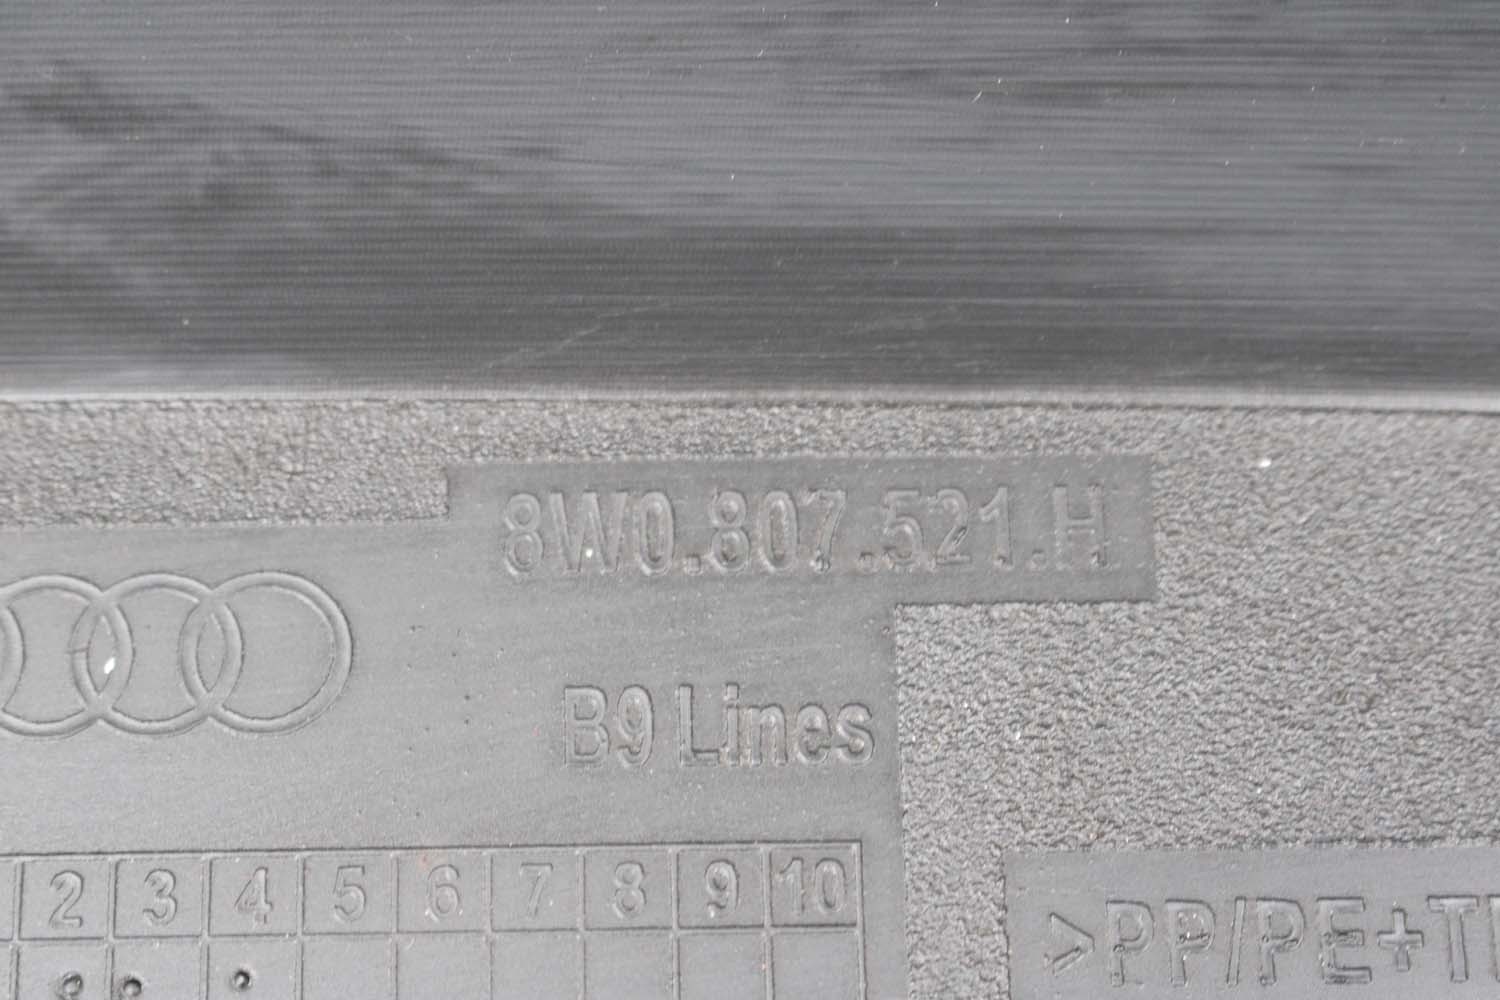 8W0.807.521.H
B9 Lines
2 3 4 5 6 7 8 9 10
>PP/PE+T